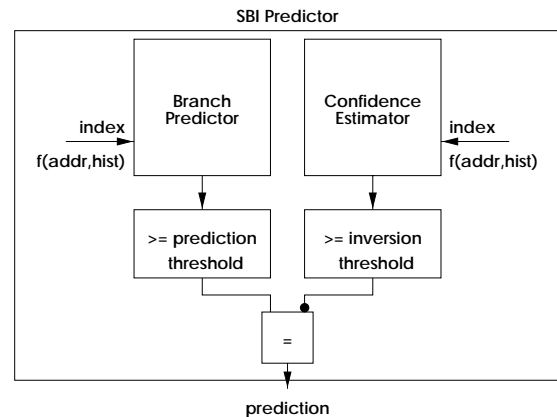 SBI Predictor
Branch
Predictor
Confidence
Estimator
index
f(addr,hist)
index
f(addr,hist)
>= prediction
threshold
>= inversion
threshold
=
prediction